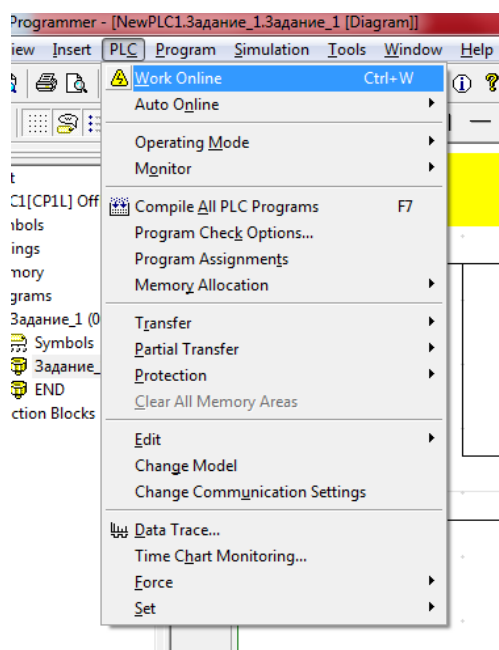 Programmer - [NewPLC1.Задание_1.Задание_1 [Diagram]]
iew Insert PLC Program Simulation Tools Window Help
Work Online Ctrl+W
Auto Online
Operating Mode
Monitor
t
C1[CP1L] Off
Compile All PLC Programs F7
nbols
Program Check Options...
ings
Program Assignments
mory
Memory Allocation
grams
Задание_1 (0
Transfer
Symbols
Partial Transfer
Задание_
Protection
END
Clear All Memory Areas
ction Blocks
Edit
Change Model
Change Communication Settings
Data Trace...
Time Chart Monitoring...
Force
Set